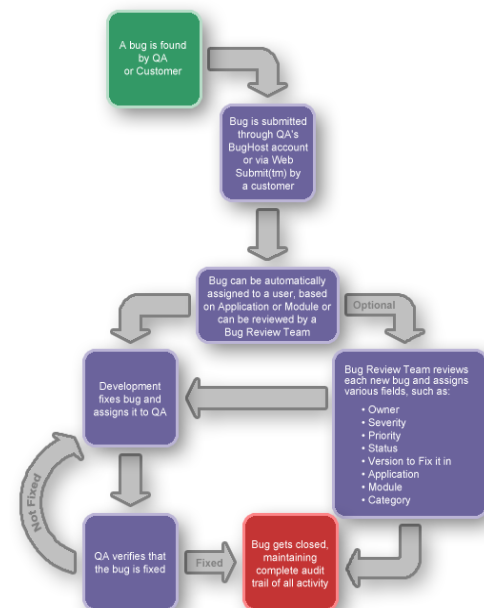 A bug is found
by QA
or Customer
Bug is submitted
through QA's
BugHost account
or via Web
Submit(tm) by
a customer
Bug can be automatically
assigned to a user, based
on Application or Module or
can be reviewed by a
Bug Review Team
Optional
Development
fixes bug and
assigns it to QA
Bug Review Team reviews
each new bug and assigns
various fields, such as:
• Owner
• Severity
• Priority
• Status
• Version to Fix it in
• Application
• Module
• Category
Not Fixed
QA verifies that
the bug is fixed
Fixed
Bug gets closed,
maintaining
complete audit
trail of all activity